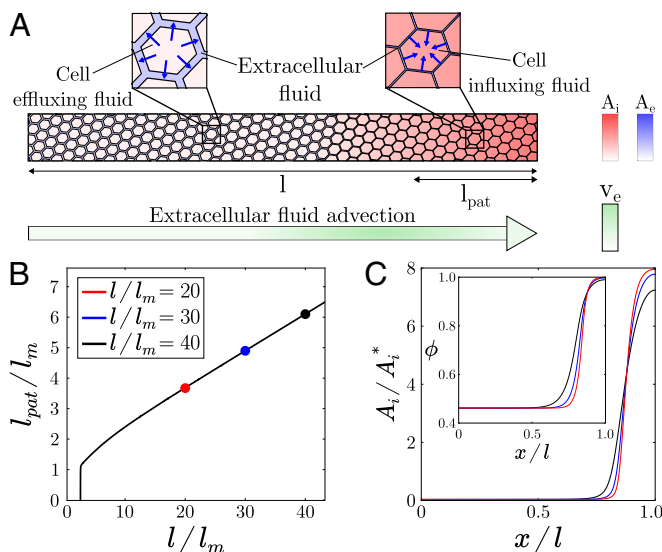 A
Cell
effluxing fluid
Extracellular
fluid
Cell
influxing fluid
A_i A_e
l
l_pat
Extracellular fluid advection
v_e
B
7
6
5
4
3
2
1
0
0 10 20 30 40
l_pat/l_m
l/l_m
l/l_m = 20
l/l_m = 30
l/l_m = 40
C
8
6
4
2
0
0 0.5 1.0
A_i/A_i^*
x/l
1.0
0.8
0.6
0.4
0 0.5 1.0
ϕ
x/l